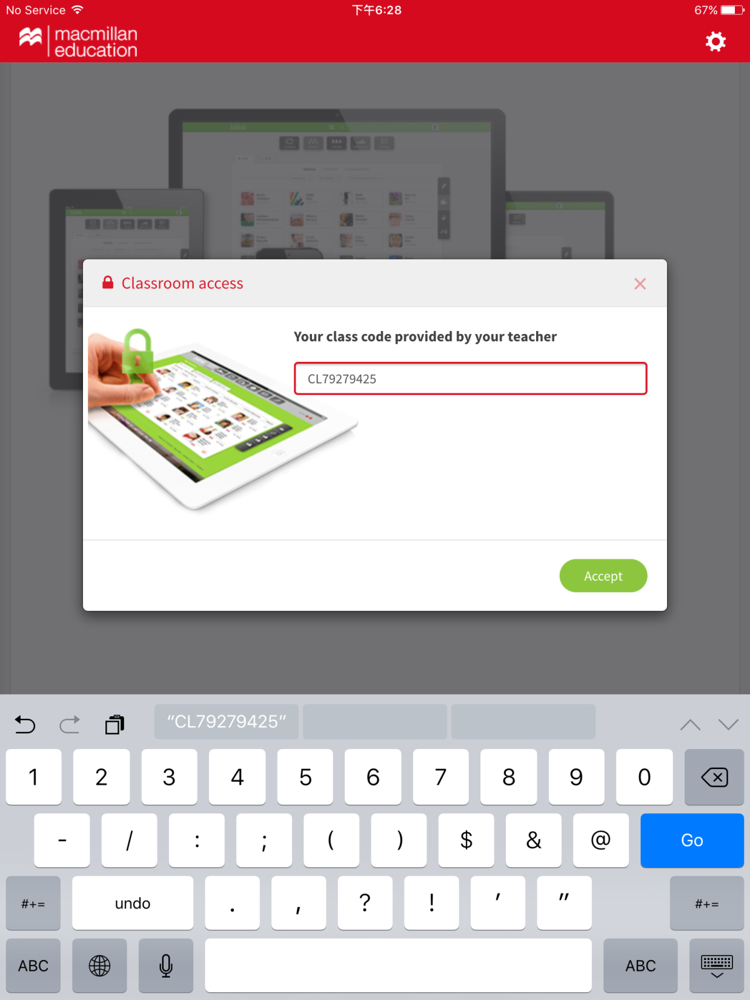 No Service 下午6:28 67%
macmillan
education
Classroom access
Your class code provided by your teacher
CL79279425
Accept
“CL79279425”
1 2 3 4 5 6 7 8 9 0
- / : ; ( ) $ & @ Go
#+= undo . , ? ! ' " #+=
ABC ABC